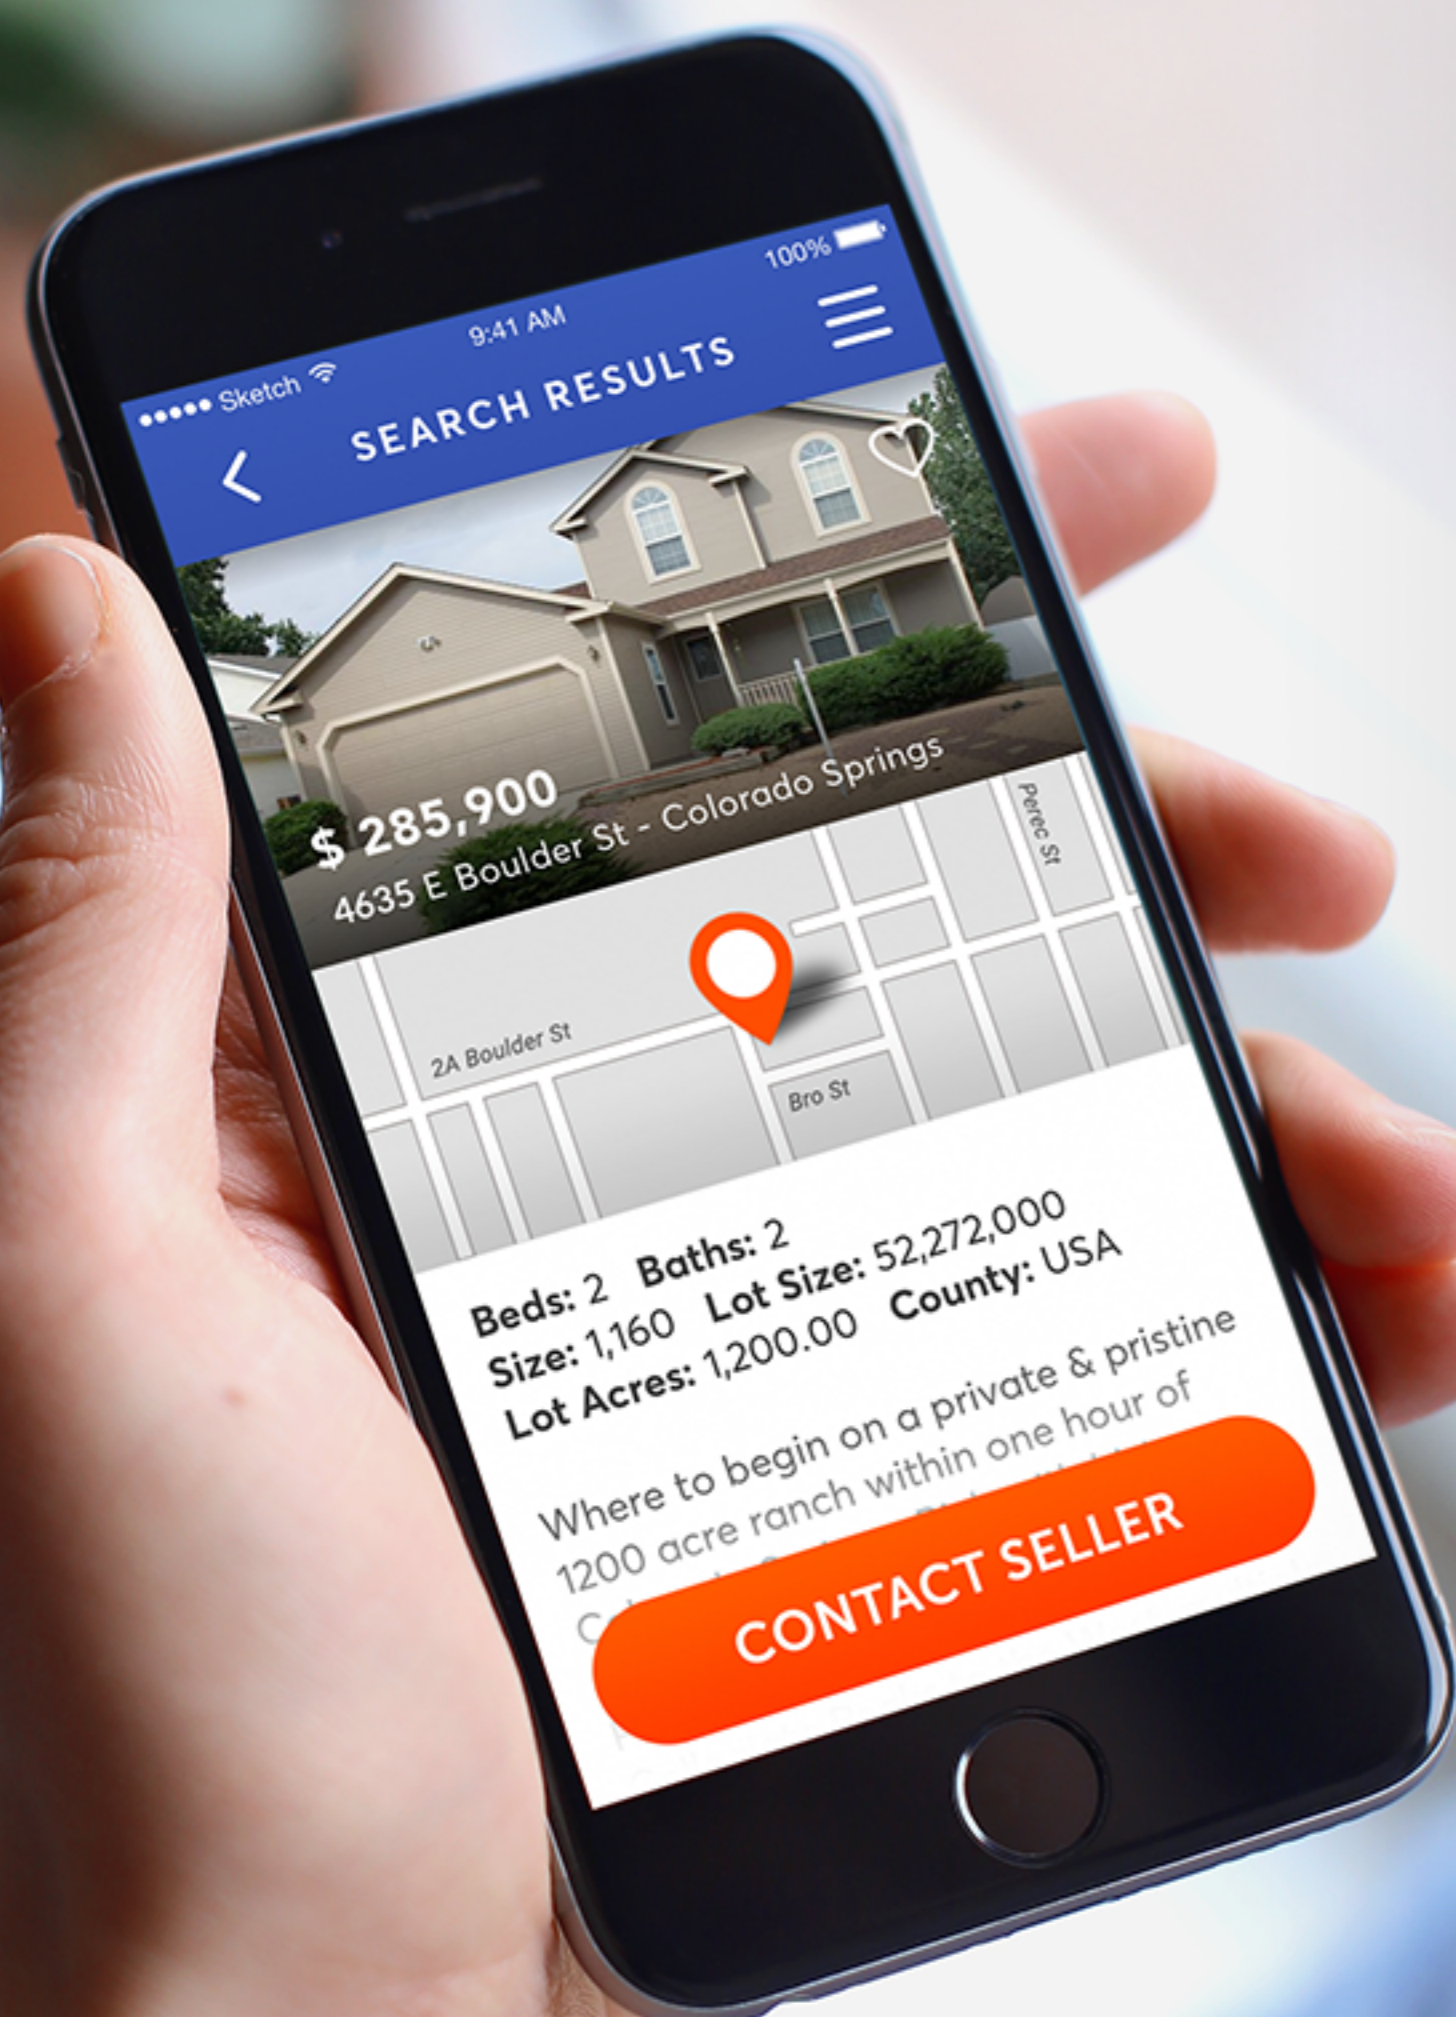 ●●●●● Sketch 9:41 AM 100%
SEARCH RESULTS
$ 285,900
4635 E Boulder St - Colorado Springs
Perec St
2A Boulder St
Bro St
Beds: 2 Baths: 2
Size: 1,160 Lot Size: 52,272,000
Lot Acres: 1,200.00 County: USA
Where to begin on a private & pristine
1200 acre ranch within one hour of
CONTACT SELLER